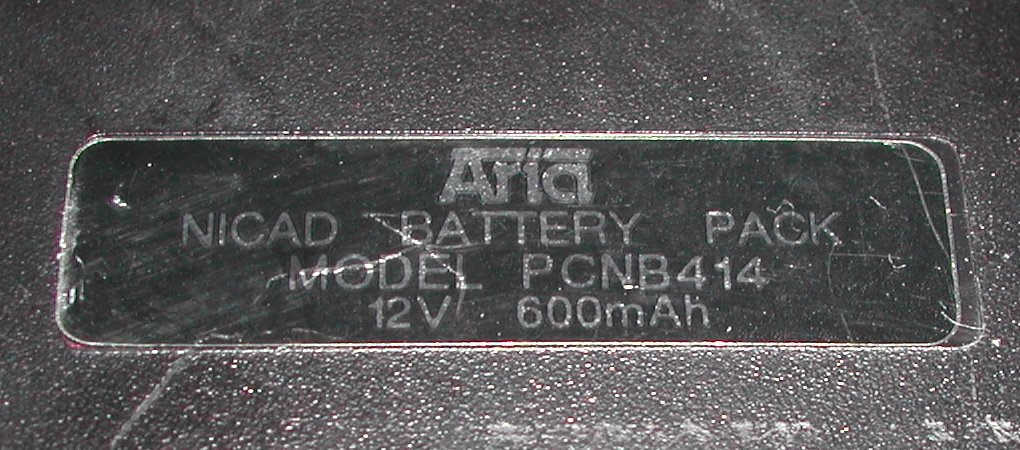 Aria
NICAD BATTERY PACK
MODEL PCNB414
12V 600mAh